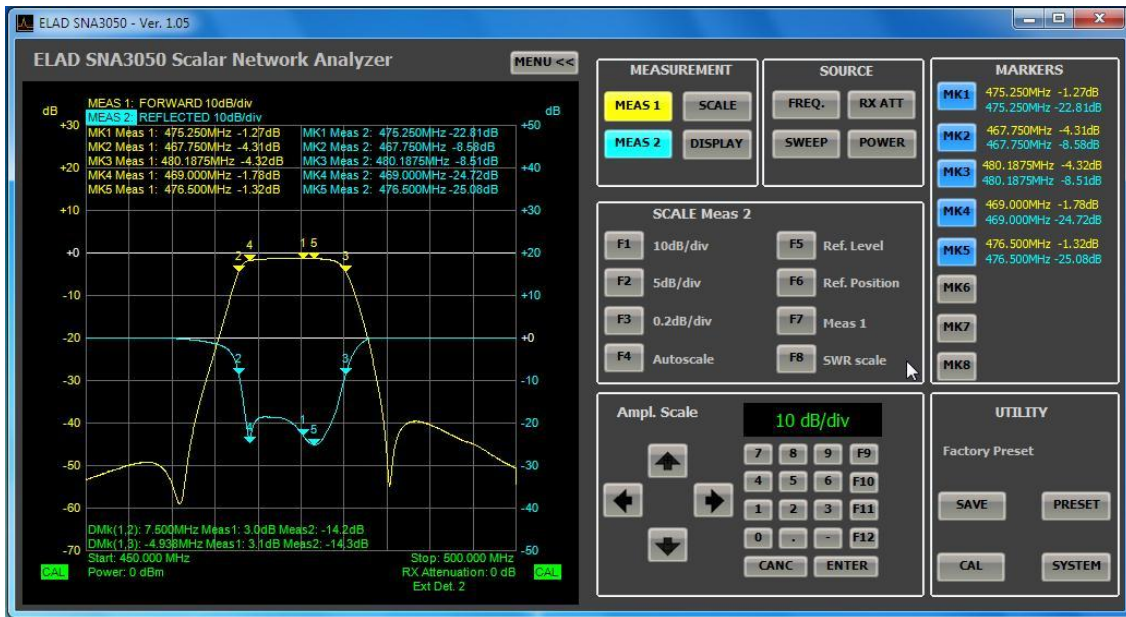 ELAD SNA3050 - Ver. 1.05
ELAD SNA3050 Scalar Network Analyzer
MENU <<
dB
MEAS 1: FORWARD 10dB/div
MEAS 2: REFLECTED 10dB/div
dB
+30
+50
MK1 Meas 1: 475.250MHz -1.27dB
MK2 Meas 1: 467.750MHz -4.31dB
MK3 Meas 1: 480.1875MHz -4.32dB
MK4 Meas 1: 469.000MHz -1.78dB
MK5 Meas 1: 476.500MHz -1.32dB
MK1 Meas 2: 475.250MHz -22.81dB
MK2 Meas 2: 467.750MHz -8.58dB
MK3 Meas 2: 480.1875MHz -8.51dB
MK4 Meas 2: 469.000MHz -24.72dB
MK5 Meas 2: 476.500MHz -25.08dB
+20
+40
+10
+30
+0
+20
-10
+10
-20
+0
-30
-10
-40
-20
-50
-30
-60
-40
-70
-50
2
4
1
5
3
2
3
4
1
5
DMk(1,2): 7.500MHz Meas1: 3.0dB Meas2: -14.2dB
DMk(1,3): -4.938MHz Meas1: 3.1dB Meas2: -14.3dB
Start: 450.000 MHz
Stop: 500.000 MHz
CAL
Power: 0 dBm
RX Attenuation: 0 dB
CAL
Ext Det. 2
MEASUREMENT
MEAS 1
SCALE
MEAS 2
DISPLAY
SOURCE
FREQ.
RX ATT
SWEEP
POWER
SCALE Meas 2
F1
10dB/div
F5
Ref. Level
F2
5dB/div
F6
Ref. Position
F3
0.2dB/div
F7
Meas 1
F4
Autoscale
F8
SWR scale
Ampl. Scale
10 dB/div
7
8
9
F9
4
5
6
F10
1
2
3
F11
0
.
-
F12
CANC
ENTER
MARKERS
MK1
475.250MHz -1.27dB
475.250MHz -22.81dB
MK2
467.750MHz -4.31dB
467.750MHz -8.58dB
MK3
480.1875MHz -4.32dB
480.1875MHz -8.51dB
MK4
469.000MHz -1.78dB
469.000MHz -24.72dB
MK5
476.500MHz -1.32dB
476.500MHz -25.08dB
MK6
MK7
MK8
UTILITY
Factory Preset
SAVE
PRESET
CAL
SYSTEM